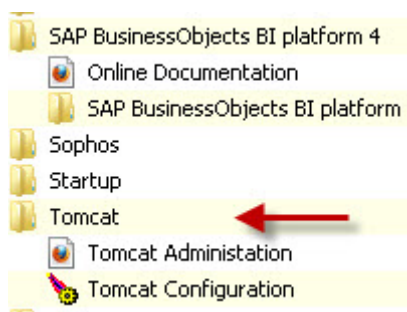 SAP BusinessObjects BI platform 4
Online Documentation
SAP BusinessObjects BI platform
Sophos
Startup
Tomcat
Tomcat Administation
Tomcat Configuration